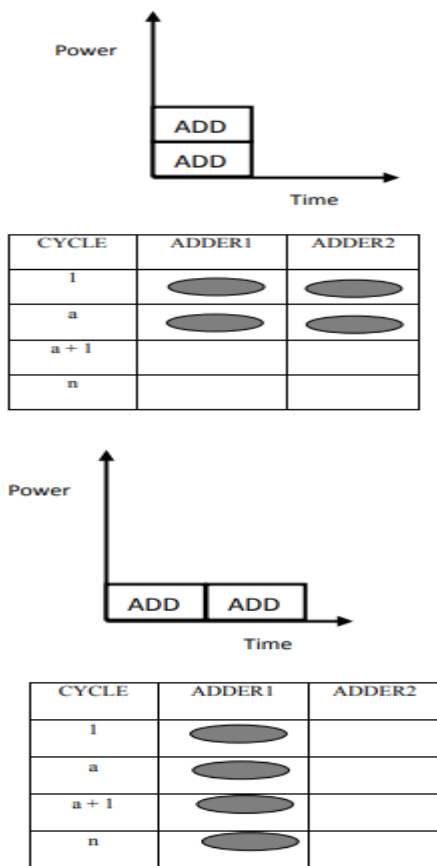 Power
ADD
ADD
Time
CYCLE ADDER1 ADDER2
1
a
a + 1
n
Power
ADD ADD
Time
CYCLE ADDER1 ADDER2
1
a
a + 1
n